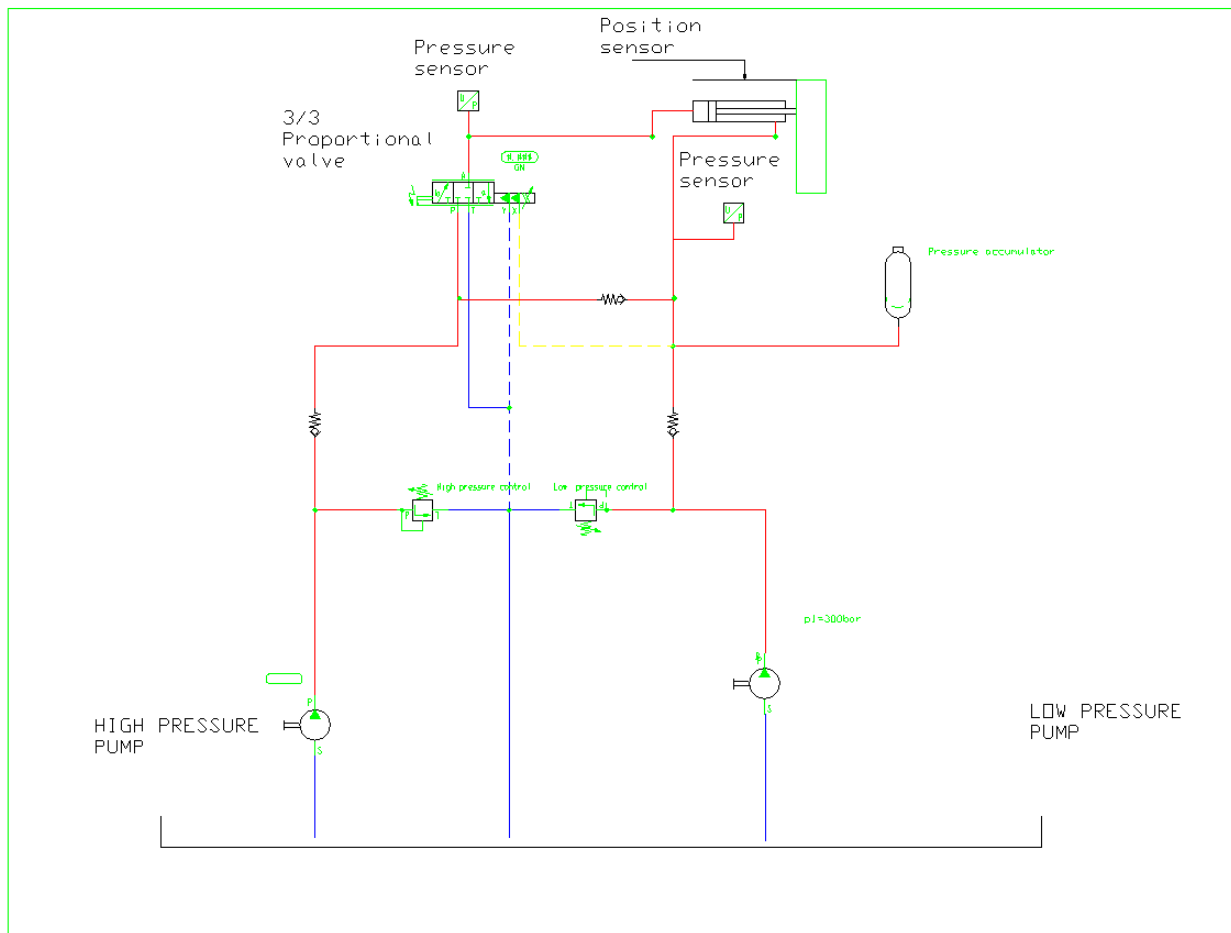 Position
sensor
Pressure
sensor
3/3
Proportional
valve
Pressure
sensor
U
P
U
P
A
P
T
Y
X
Pressure accumulator
High pressure control
Low pressure control
P
T
P
T
p1=300bar
P
S
P
S
HIGH PRESSURE
PUMP
LOW PRESSURE
PUMP